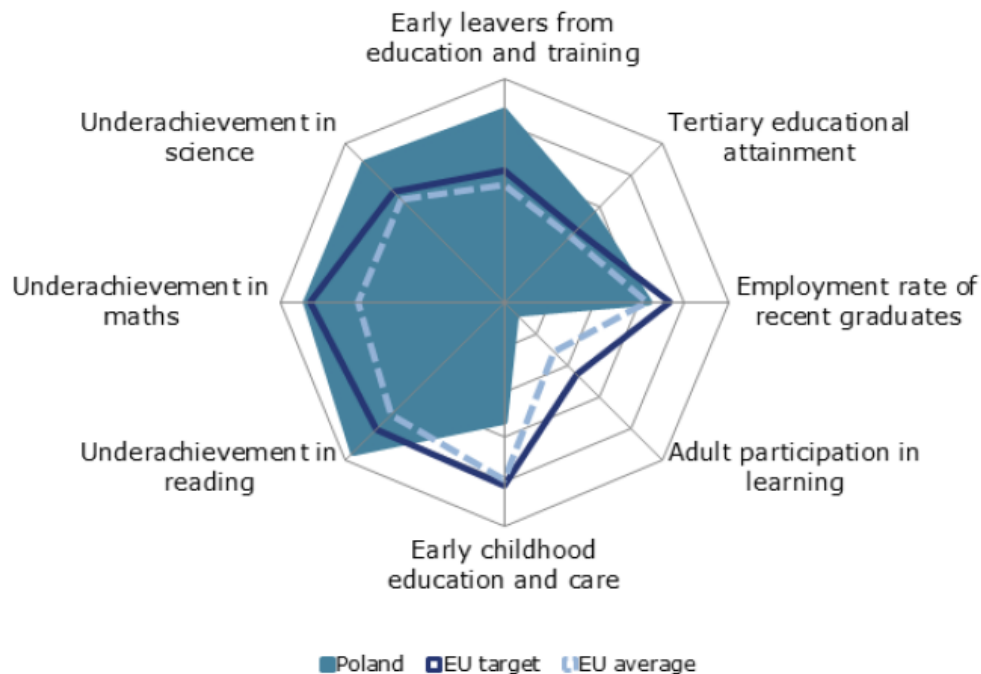 Early leavers from
education and training
Underachievement in
science
Tertiary educational
attainment
Underachievement in
maths
Employment rate of
recent graduates
Underachievement in
reading
Adult participation in
learning
Early childhood
education and care
Poland EU target EU average